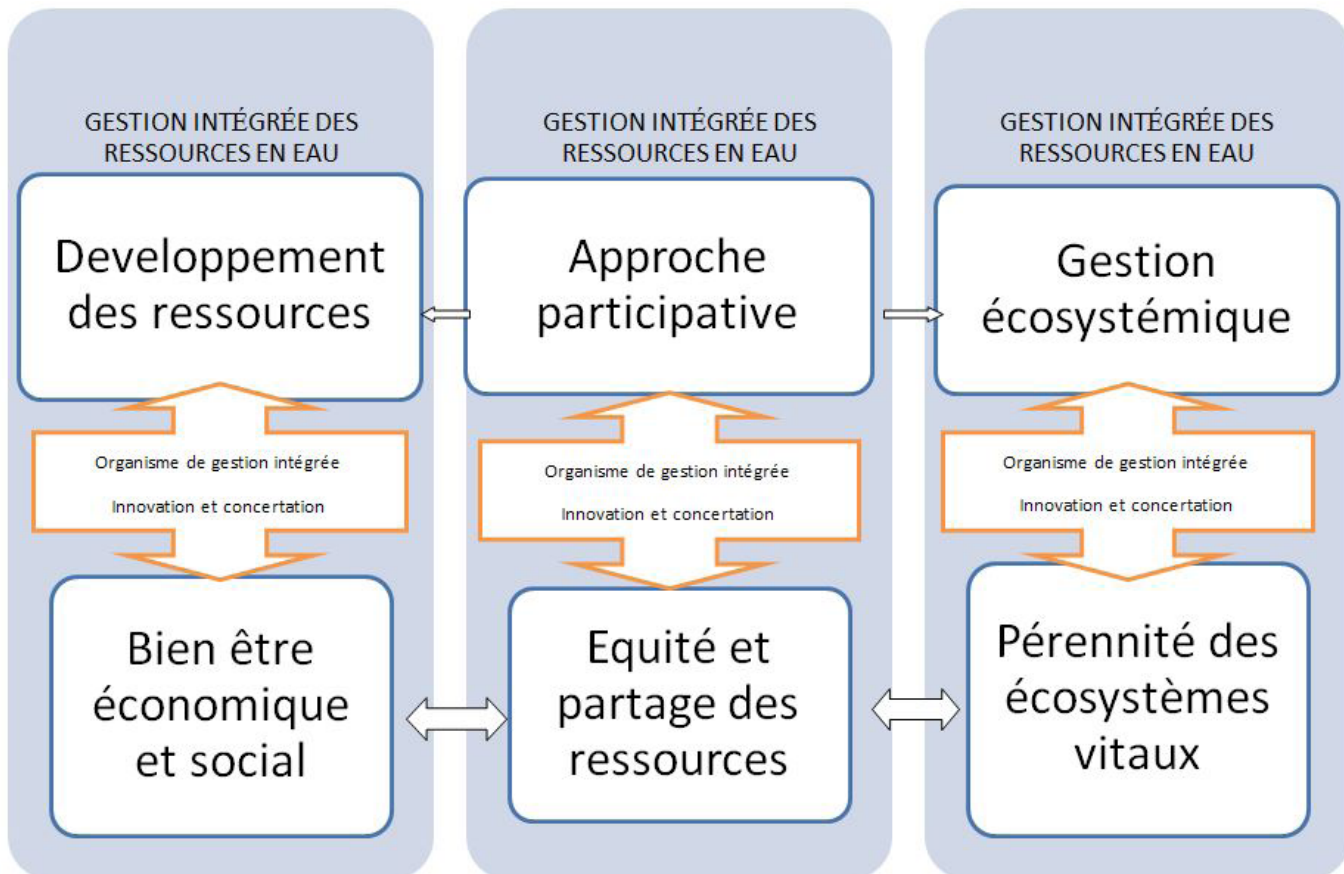 GESTION INTÉGRÉE DES
RESSOURCES EN EAU
Developpement
des ressources
Organisme de gestion intégrée
Innovation et concertation
Bien être
économique
et social
GESTION INTÉGRÉE DES
RESSOURCES EN EAU
Approche
participative
Organisme de gestion intégrée
Innovation et concertation
Equité et
partage des
ressources
GESTION INTÉGRÉE DES
RESSOURCES EN EAU
Gestion
écosystémique
Organisme de gestion intégrée
Innovation et concertation
Pérennité des
écosystèmes
vitaux